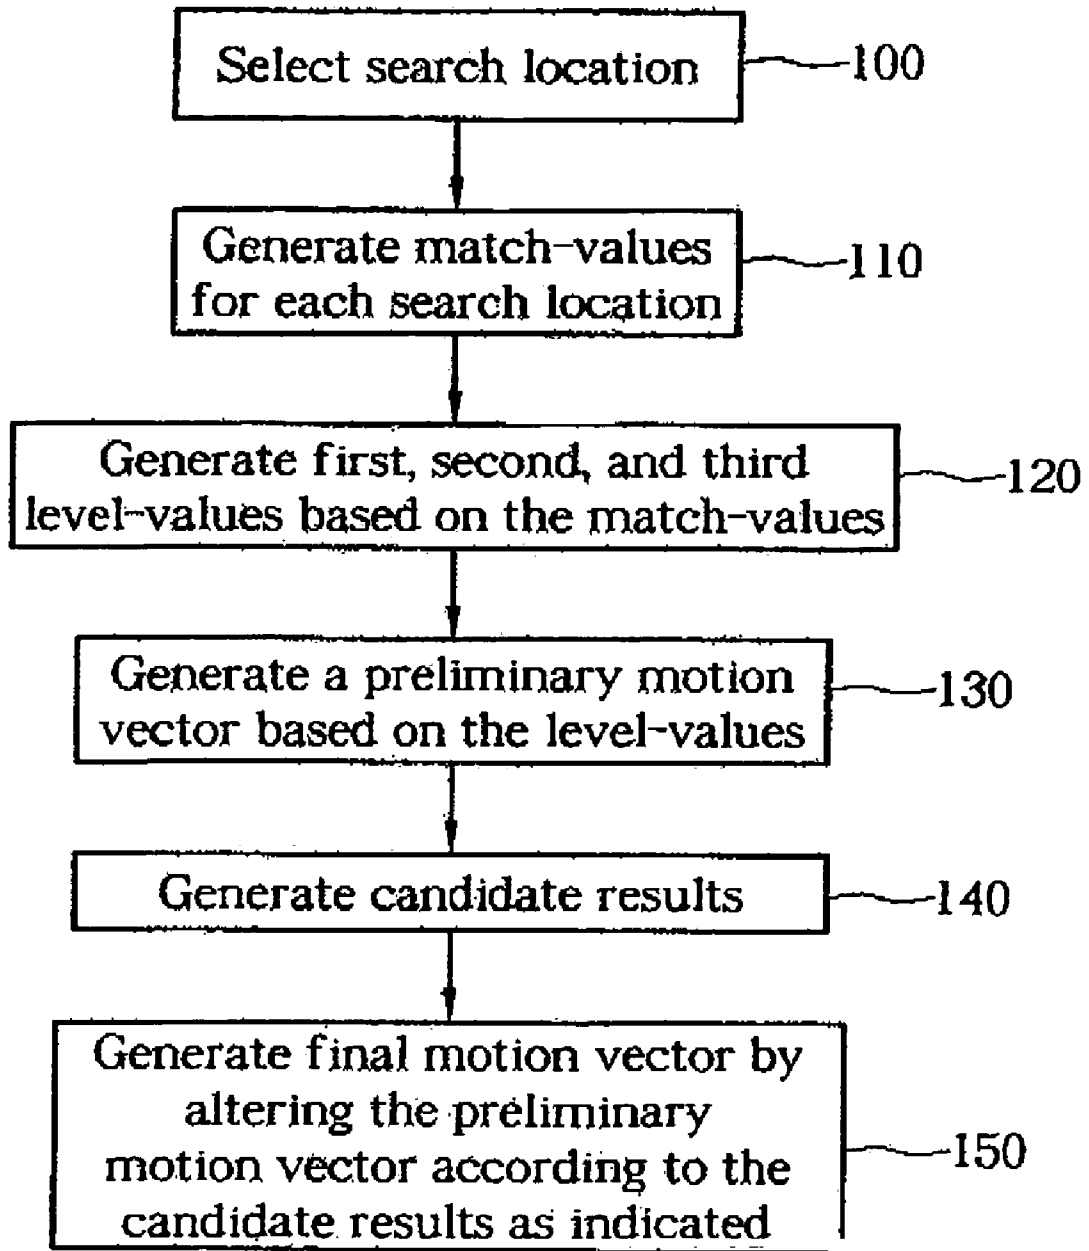 Select search location
100
Generate match-values
for each search location
110
Generate first, second, and third
level-values based on the match-values
120
Generate a preliminary motion
vector based on the level-values
130
Generate candidate results
140
Generate final motion vector by
altering the preliminary
motion vector according to the
candidate results as indicated
150